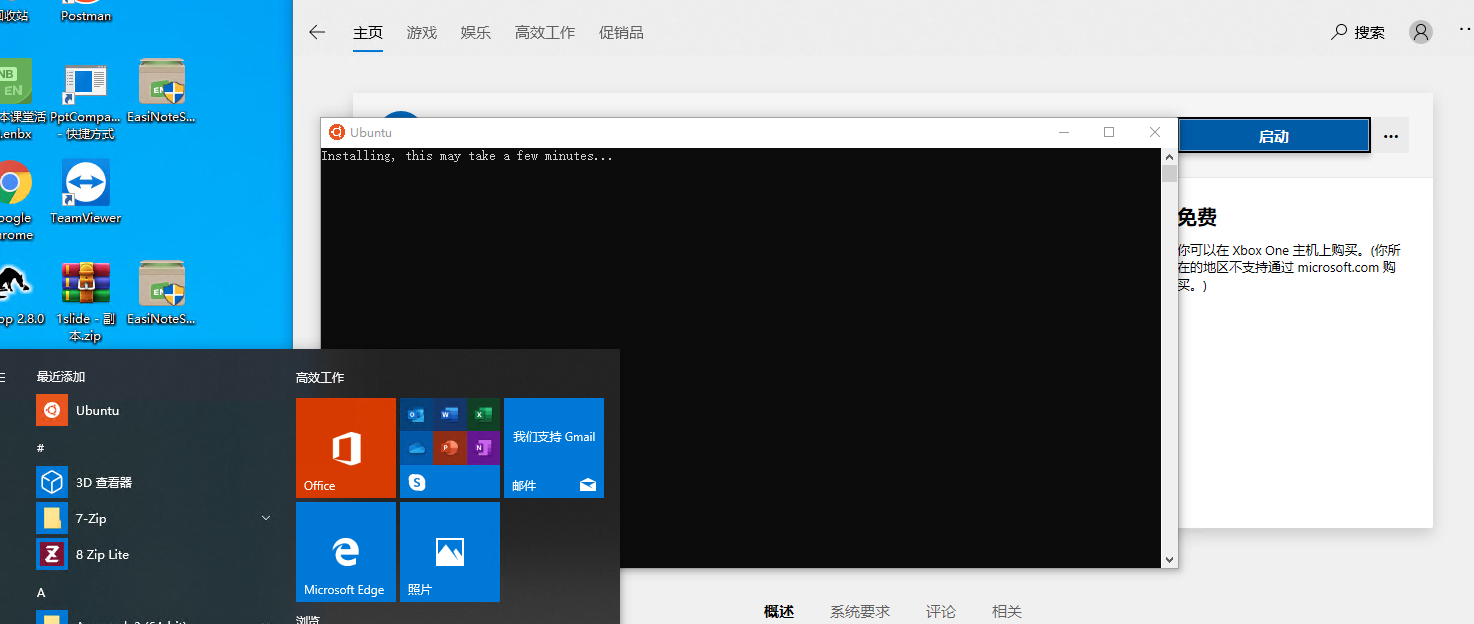 回收站
Postman
本课堂活
.enbx
PptCompa...
- 快捷方式
EasiNoteS...
TeamViewer
1slide - 副
本.zip
EasiNoteS...
op 2.8.0
主页
游戏
娱乐
高效工作
促销品
搜索
Ubuntu
Installing, this may take a few minutes...
启动
免费
你可以在 Xbox One 主机上购买。(你所
在的地区不支持通过 microsoft.com 购
买。)
最近添加
Ubuntu
#
3D 查看器
7-Zip
8 Zip Lite
A
高效工作
Office
我们支持 Gmail
邮件
Microsoft Edge
照片
浏览
概述
系统要求
评论
相关